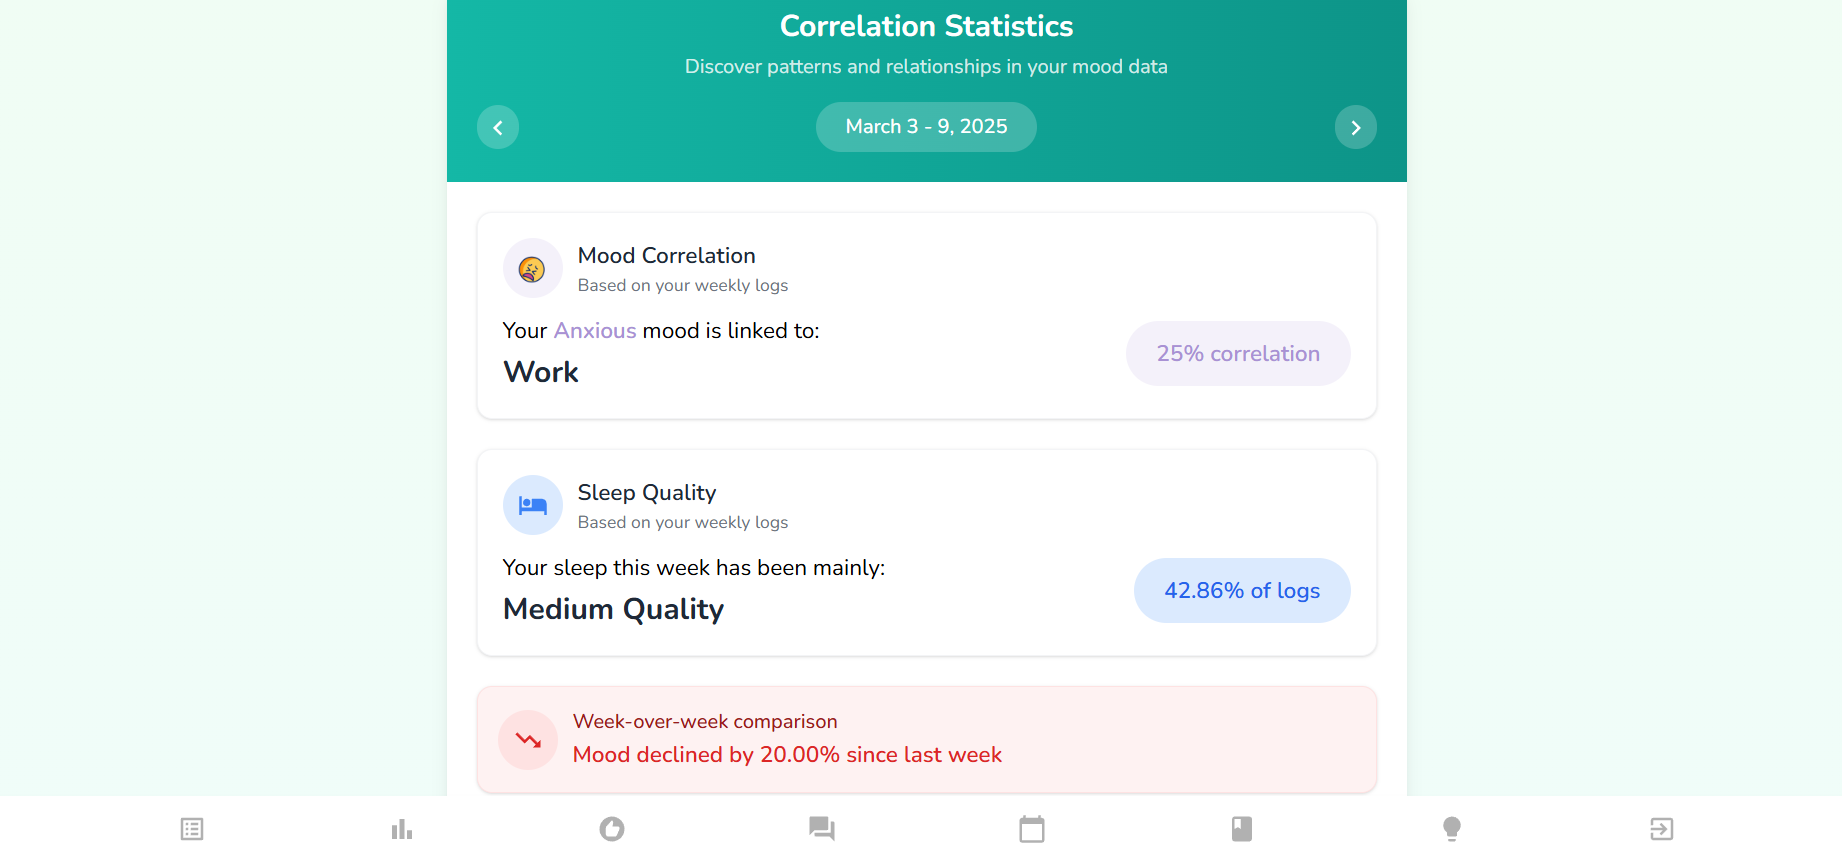 Correlation Statistics
Discover patterns and relationships in your mood data
March 3 - 9, 2025
Mood Correlation
Based on your weekly logs
Your Anxious mood is linked to:
Work
25% correlation
Sleep Quality
Based on your weekly logs
Your sleep this week has been mainly:
Medium Quality
42.86% of logs
Week-over-week comparison
Mood declined by 20.00% since last week